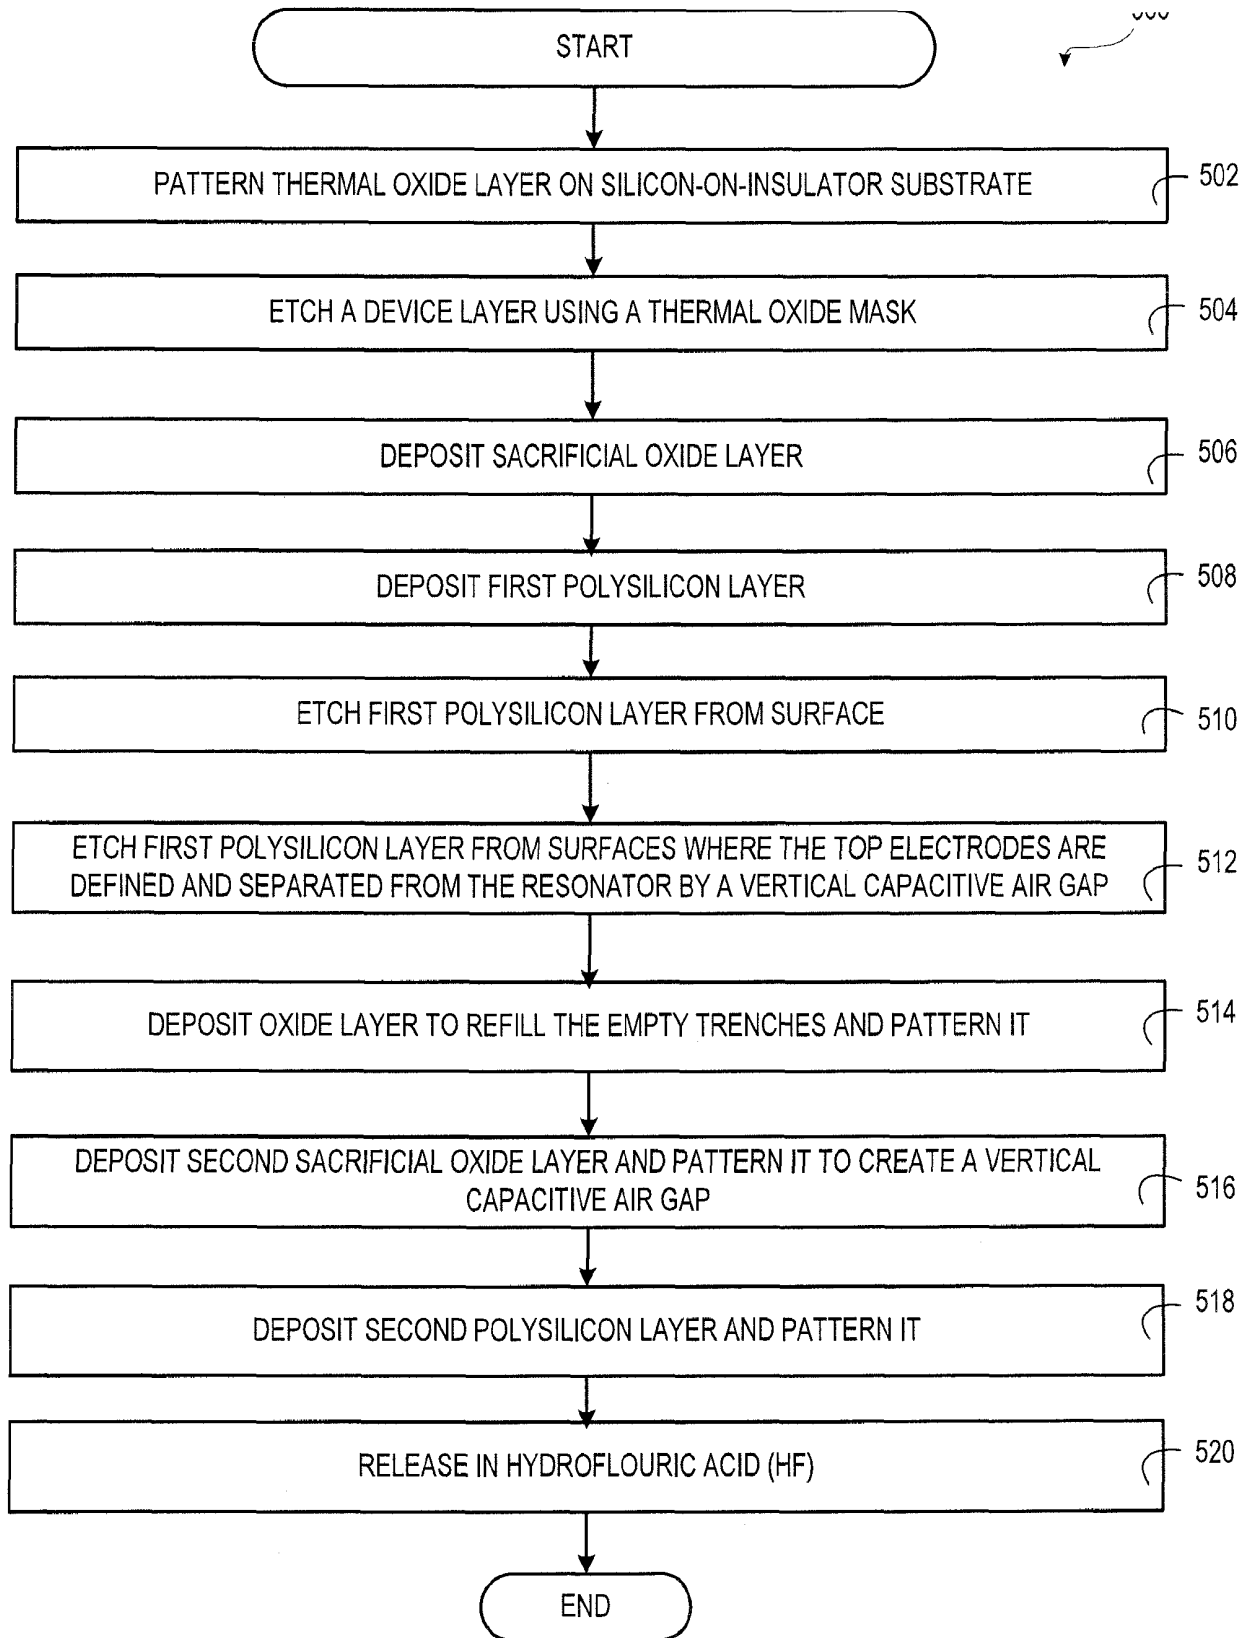 START
PATTERN THERMAL OXIDE LAYER ON SILICON-ON-INSULATOR SUBSTRATE
502
ETCH A DEVICE LAYER USING A THERMAL OXIDE MASK
504
DEPOSIT SACRIFICIAL OXIDE LAYER
506
DEPOSIT FIRST POLYSILICON LAYER
508
ETCH FIRST POLYSILICON LAYER FROM SURFACE
510
ETCH FIRST POLYSILICON LAYER FROM SURFACES WHERE THE TOP ELECTRODES ARE
DEFINED AND SEPARATED FROM THE RESONATOR BY A VERTICAL CAPACITIVE AIR GAP
512
DEPOSIT OXIDE LAYER TO REFILL THE EMPTY TRENCHES AND PATTERN IT
514
DEPOSIT SECOND SACRIFICIAL OXIDE LAYER AND PATTERN IT TO CREATE A VERTICAL
CAPACITIVE AIR GAP
516
DEPOSIT SECOND POLYSILICON LAYER AND PATTERN IT
518
RELEASE IN HYDROFLOURIC ACID (HF)
520
END